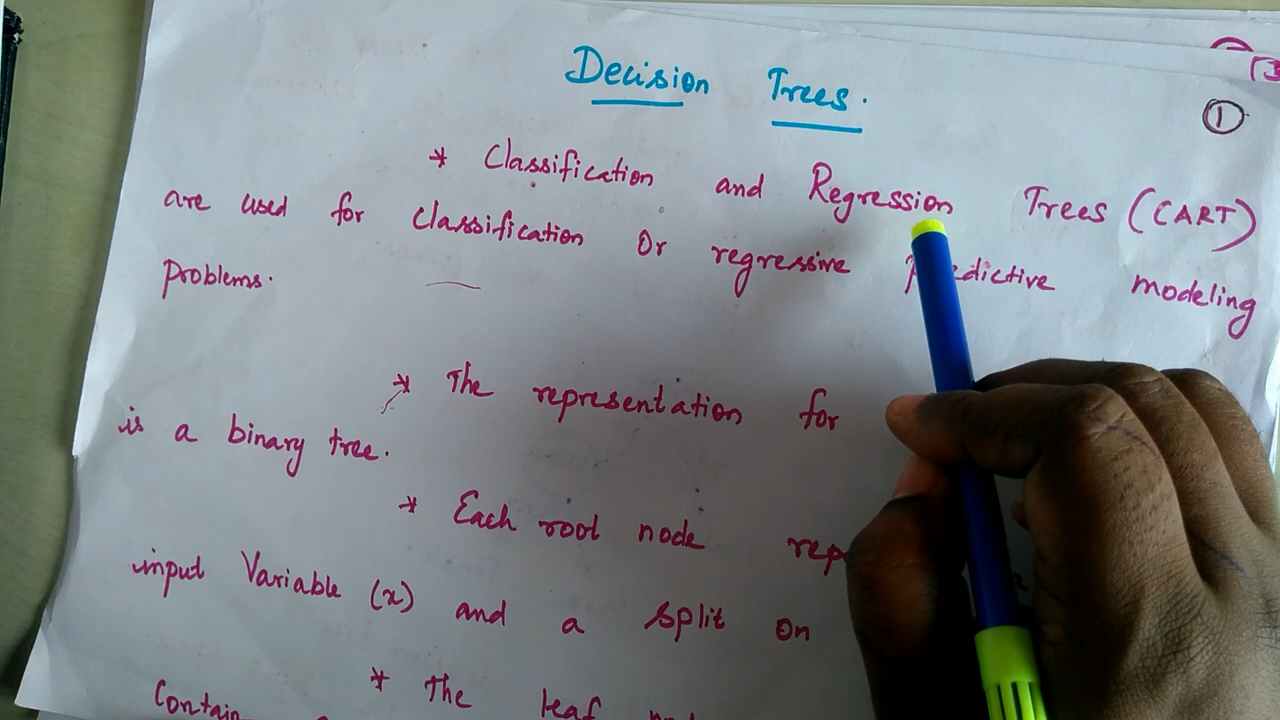 Decision Trees.
1
* Classification and Regression Trees (CART)
are used for classification or regressive predictive modeling
problems.
* The representation for
is a binary tree.
* Each root node rep
input Variable (x) and a split on
* The leaf
Contain